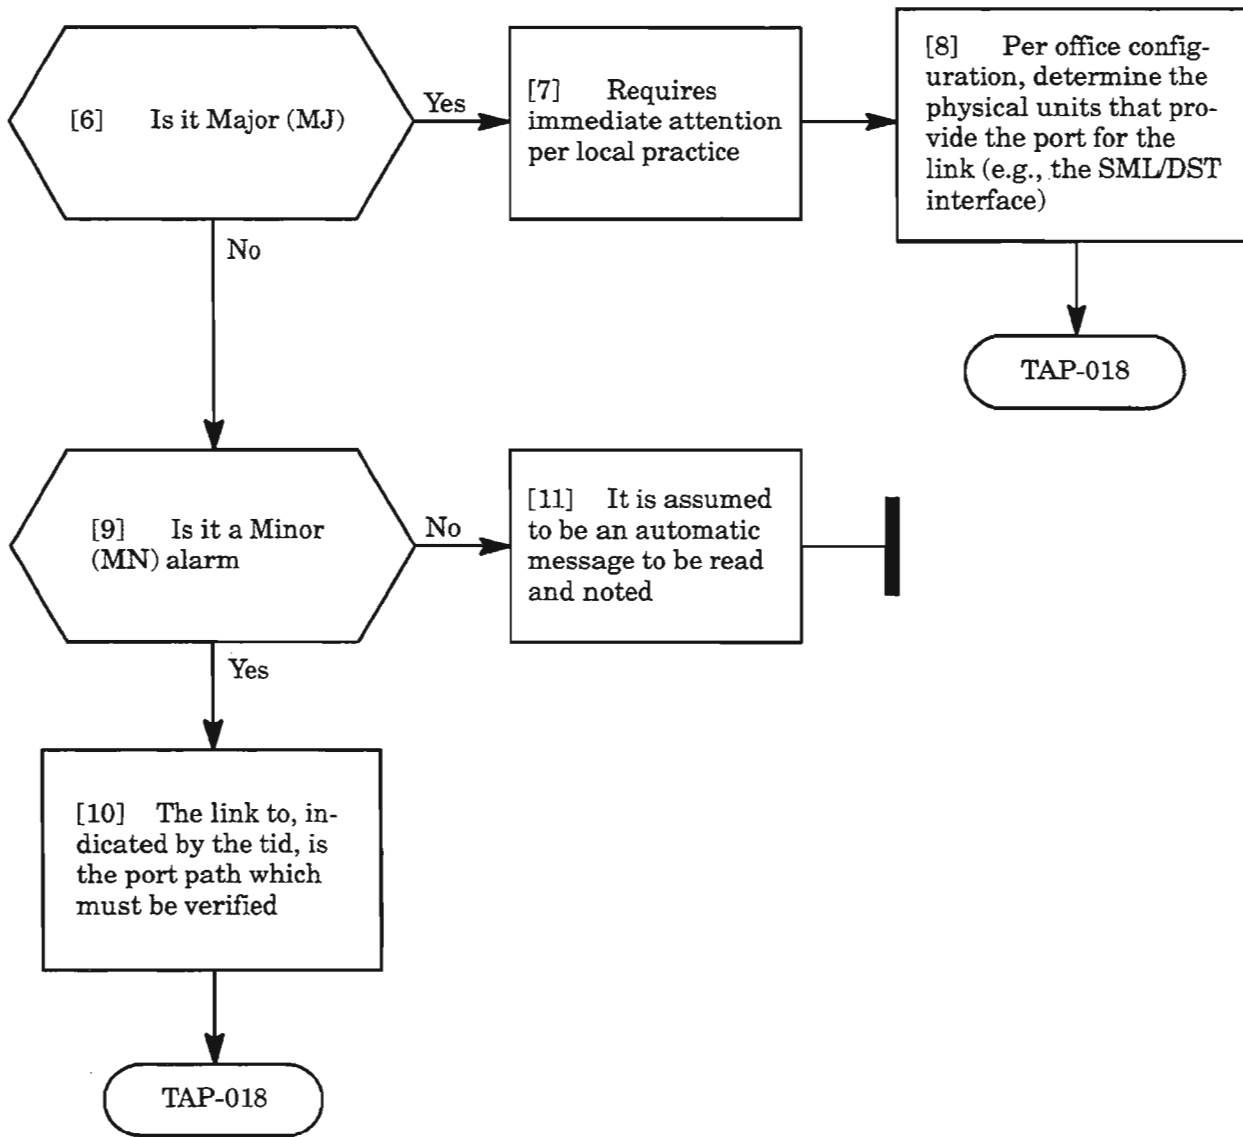 [6] Is it Major (MJ)
Yes
[7] Requires
immediate attention
per local practice
[8] Per office config-
uration, determine the
physical units that pro-
vide the port for the
link (e.g., the SML/DST
interface)
No
TAP-018
[9] Is it a Minor
(MN) alarm
No
[11] It is assumed
to be an automatic
message to be read
and noted
Yes
[10] The link to, in-
dicated by the tid, is
the port path which
must be verified
TAP-018